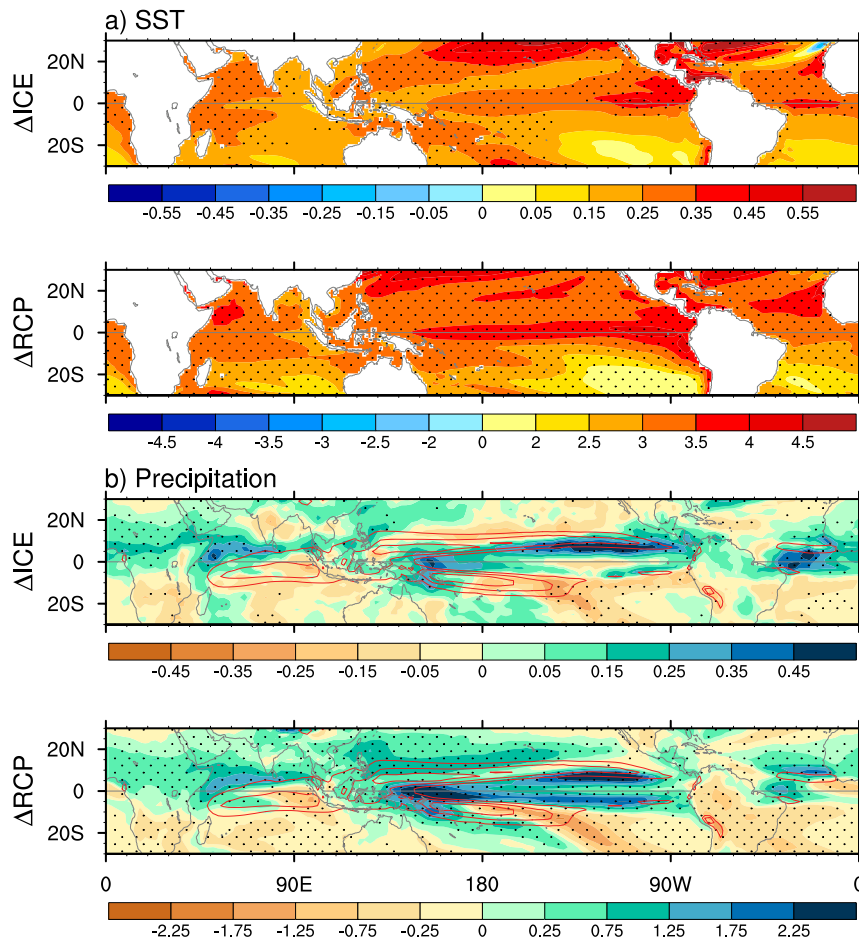 a) SST
ΔICE
20N
0
20S
-0.55 -0.45 -0.35 -0.25 -0.15 -0.05 0 0.05 0.15 0.25 0.35 0.45 0.55
ΔRCP
20N
0
20S
-4.5 -4 -3.5 -3 -2.5 -2 0 2 2.5 3 3.5 4 4.5
b) Precipitation
ΔICE
20N
0
20S
-0.45 -0.35 -0.25 -0.15 -0.05 0 0.05 0.15 0.25 0.35 0.45
ΔRCP
20N
0
20S
0 90E 180 90W 0
-2.25 -1.75 -1.25 -0.75 -0.25 0 0.25 0.75 1.25 1.75 2.25